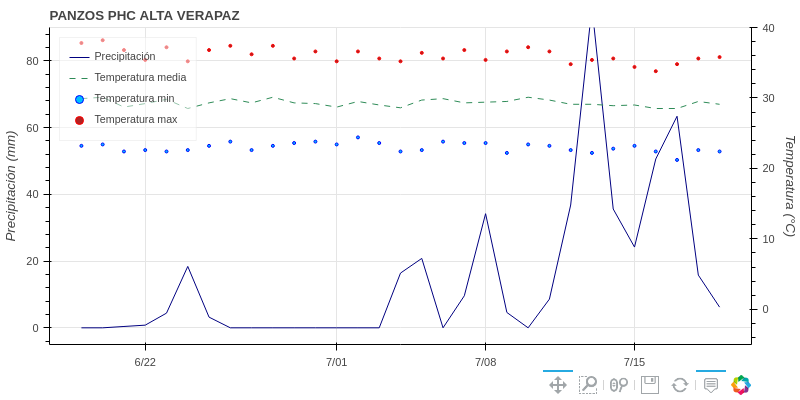 PANZOS PHC ALTA VERAPAZ
Precipitación
Temperatura media
Temperatura min
Temperatura max
Precipitación (mm)
80
60
40
20
0
Temperatura (°C)
40
30
20
10
0
6/22
7/01
7/08
7/15